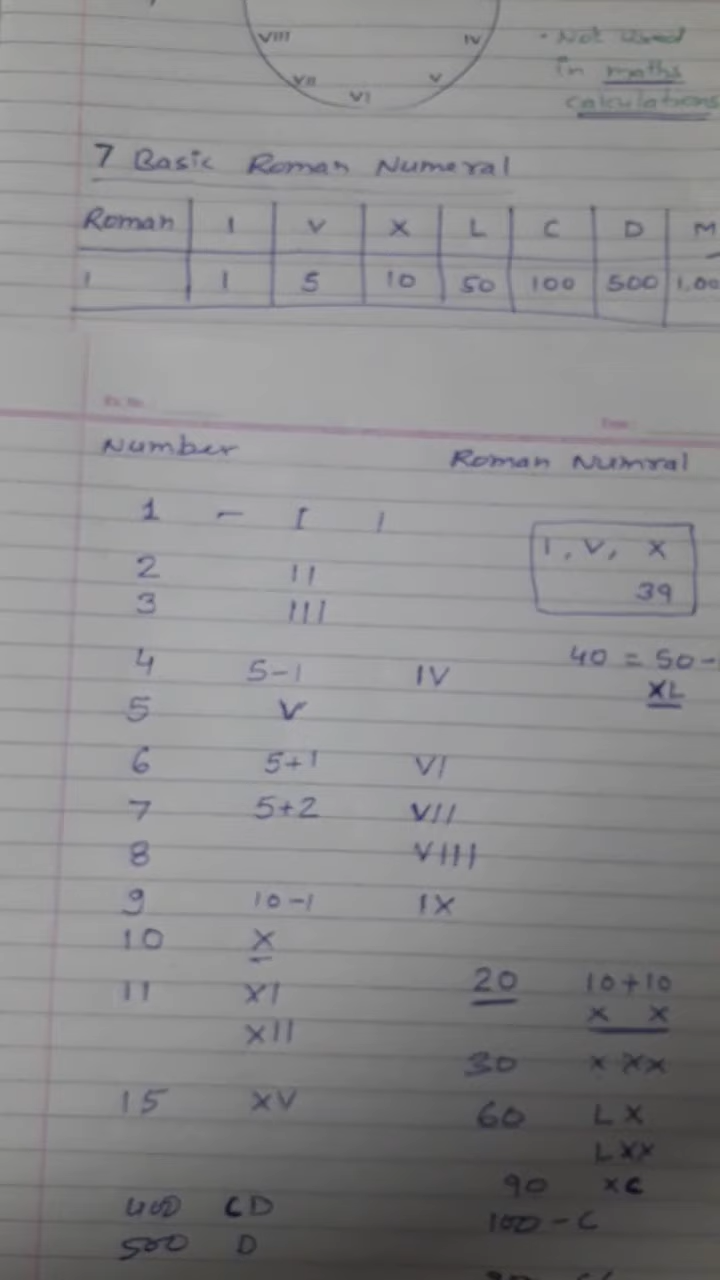 VIII IV
VII V
VI
• Not used
in maths
calculations
7 Basic Roman Numeral
Roman I V X L C D M
1 1 5 10 50 100 500 1,00
Number Roman Numral
1 - I I
I, V, X
2 II
39
3 III
40 = 50 -
4 5-1 IV
XL
5 V
6 5+1 VI
7 5+2 VII
8 VIII
9 10-1 IX
10 X
20 10+10
11 XI
X X
XII
30 X XX
15 XV
60 LX
LXX
90 XC
400 CD
100 - C
500 D